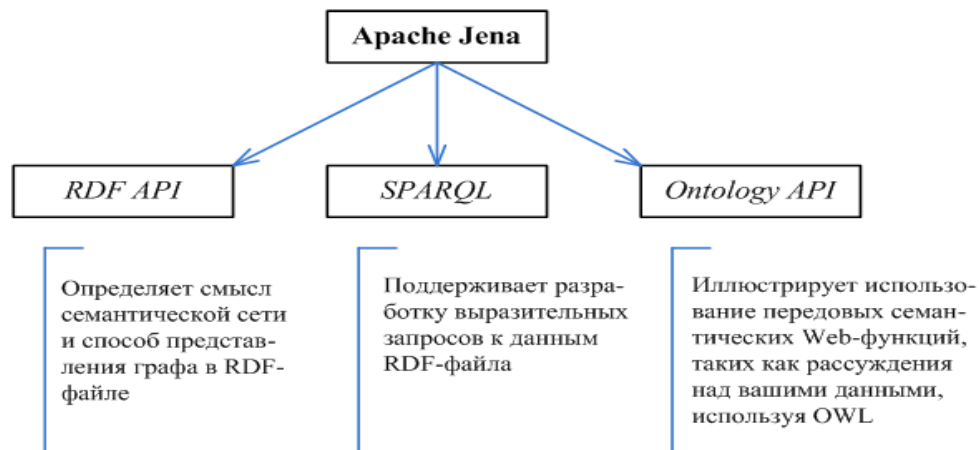 Apache Jena
RDF API
SPARQL
Ontology API
Определяет смысл
семантической сети
и способ представ-
ления графа в RDF-
файле
Поддерживает разра-
ботку выразительных
запросов к данным
RDF-файла
Иллюстрирует использо-
вание передовых семан-
тических Web-функций,
таких как рассуждения
над вашими данными,
используя OWL